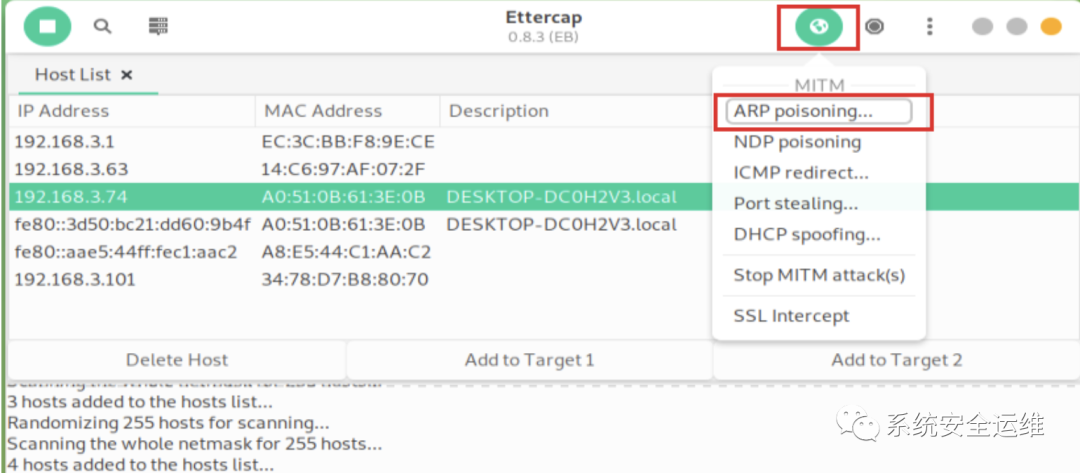 Ettercap
0.8.3 (EB)
Host List ×
MITM
ARP poisoning...
NDP poisoning
ICMP redirect...
Port stealing...
DHCP spoofing...
Stop MITM attack(s)
SSL Intercept
IP Address MAC Address Description
192.168.3.1 EC:3C:BB:F8:9E:CE
192.168.3.63 14:C6:97:AF:07:2F
192.168.3.74 A0:51:0B:61:3E:0B DESKTOP-DC0H2V3.local
fe80::3d50:bc21:dd60:9b4f A0:51:0B:61:3E:0B DESKTOP-DC0H2V3.local
fe80::aae5:44ff:fec1:aac2 A8:E5:44:C1:AA:C2
192.168.3.101 34:78:D7:B8:80:70
Delete Host Add to Target 1 Add to Target 2
Scanning the whole netmask for 255 hosts...
3 hosts added to the hosts list...
Randomizing 255 hosts for scanning...
Scanning the whole netmask for 255 hosts...
4 hosts added to the hosts list...
系统安全运维